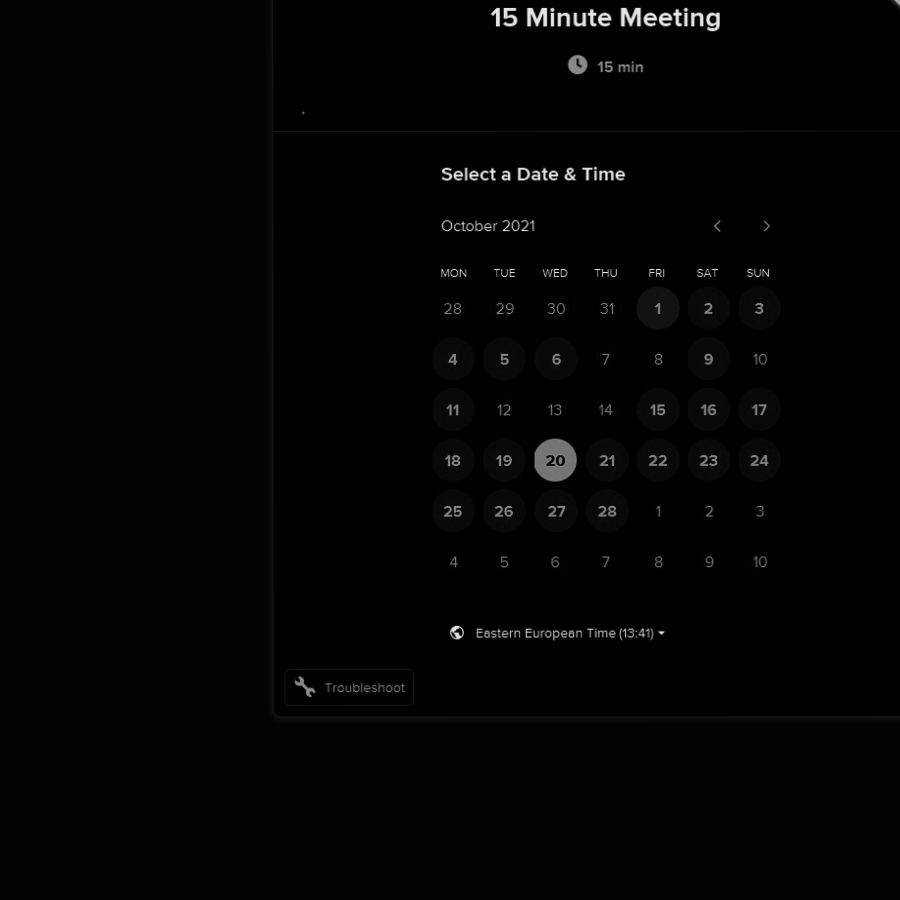 15 Minute Meeting
15 min
Select a Date & Time
October 2021
MON TUE WED THU FRI SAT SUN
28 29 30 31 1 2 3
4 5 6 7 8 9 10
11 12 13 14 15 16 17
18 19 20 21 22 23 24
25 26 27 28 1 2 3
4 5 6 7 8 9 10
Eastern European Time (13:41)
Troubleshoot